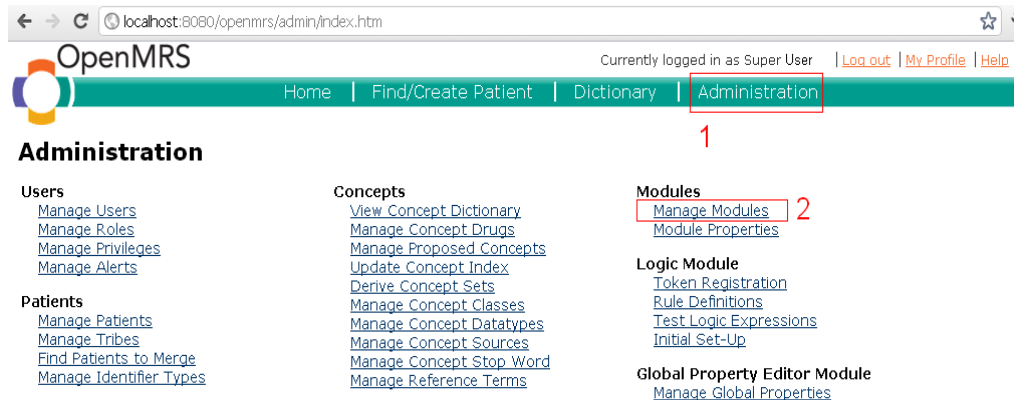 localhost:8080/openmrs/admin/index.htm
OpenMRS
Currently logged in as Super User | Log out | My Profile | Help
Home | Find/Create Patient | Dictionary | Administration
1
Administration
Users
Manage Users
Manage Roles
Manage Privileges
Manage Alerts
Patients
Manage Patients
Manage Tribes
Find Patients to Merge
Manage Identifier Types
Concepts
View Concept Dictionary
Manage Concept Drugs
Manage Proposed Concepts
Update Concept Index
Derive Concept Sets
Manage Concept Classes
Manage Concept Datatypes
Manage Concept Sources
Manage Concept Stop Word
Manage Reference Terms
Modules
Manage Modules 2
Module Properties
Logic Module
Token Registration
Rule Definitions
Test Logic Expressions
Initial Set-Up
Global Property Editor Module
Manage Global Properties